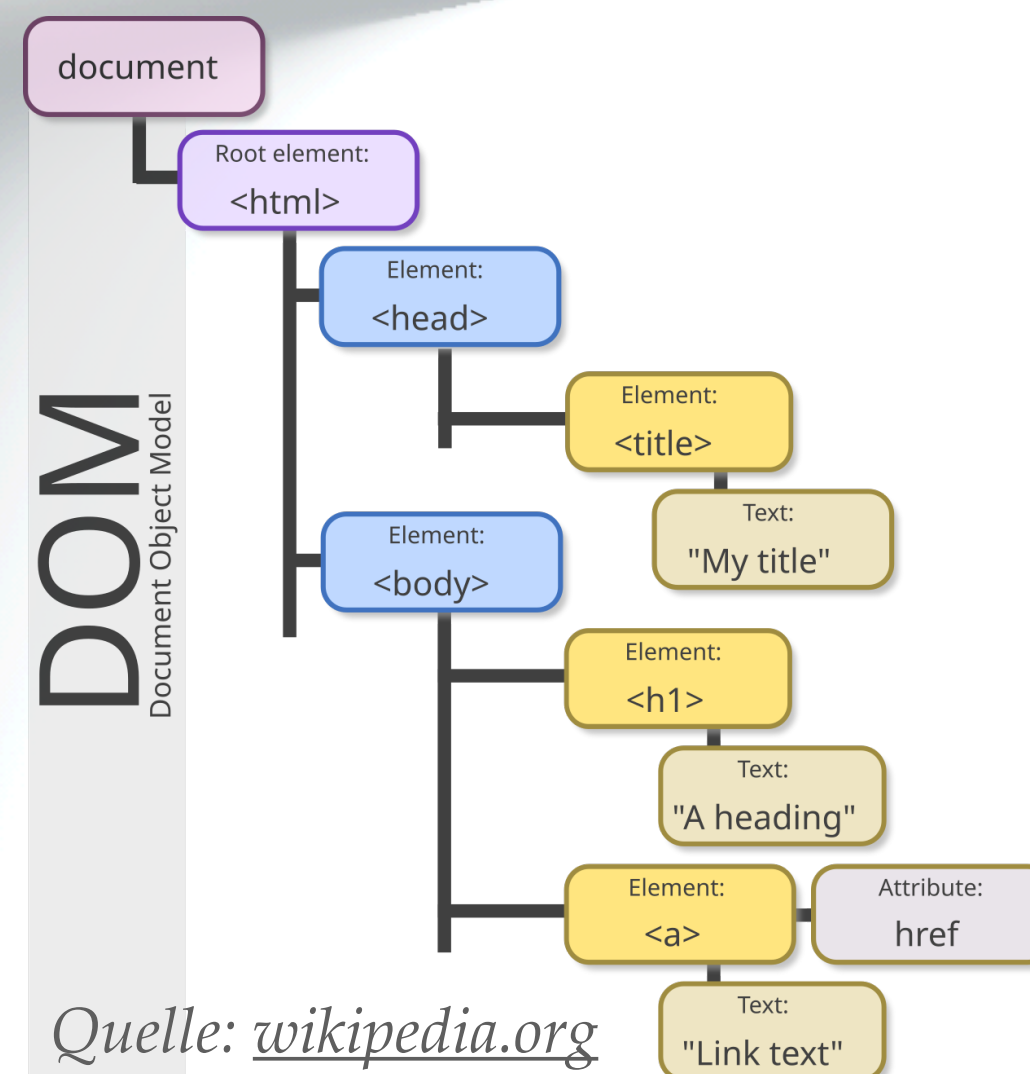 document
Root element:
<html>
Element:
<head>
Element:
<title>
Text:
"My title"
Element:
<body>
Element:
<h1>
Text:
"A heading"
Element:
<a>
Attribute:
href
Text:
"Link text"
DOM
Document Object Model
Quelle: wikipedia.org